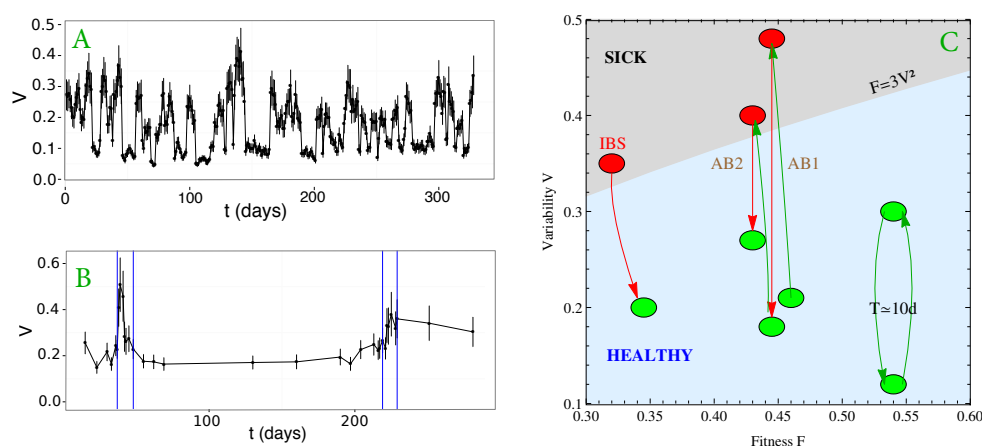 A
V
0.5
0.4
0.3
0.2
0.1
0.0
0
100
200
300
t (days)
B
V
0.6
0.4
0.2
0.0
100
200
t (days)
C
SICK
F=3V²
IBS
AB2
AB1
T≃10d
HEALTHY
Variability V
0.5
0.4
0.3
0.2
0.1
0.30
0.35
0.40
0.45
0.50
0.55
0.60
Fitness F